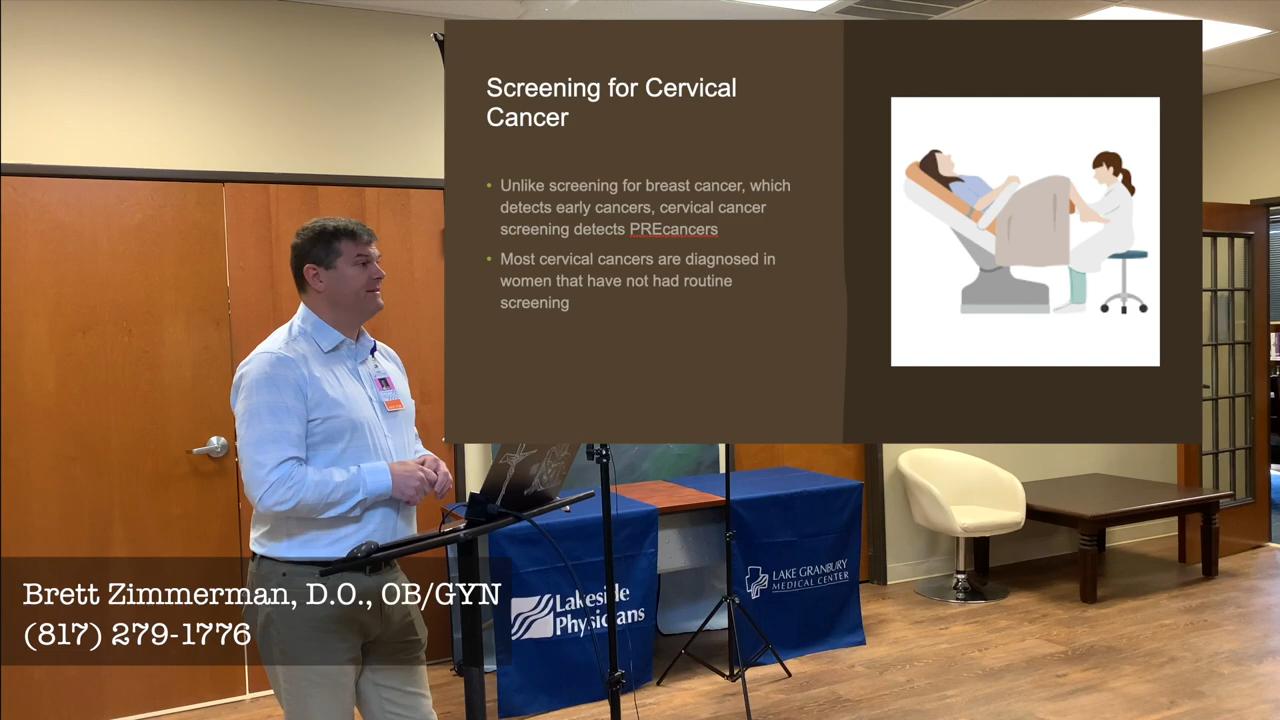 Screening for Cervical
Cancer
• Unlike screening for breast cancer, which
detects early cancers, cervical cancer
screening detects PREcancers
• Most cervical cancers are diagnosed in
women that have not had routine
screening
Brett Zimmerman, D.O., OB/GYN
(817) 279-1776
Lakeside
Physicians
LAKE GRANBURY
MEDICAL CENTER